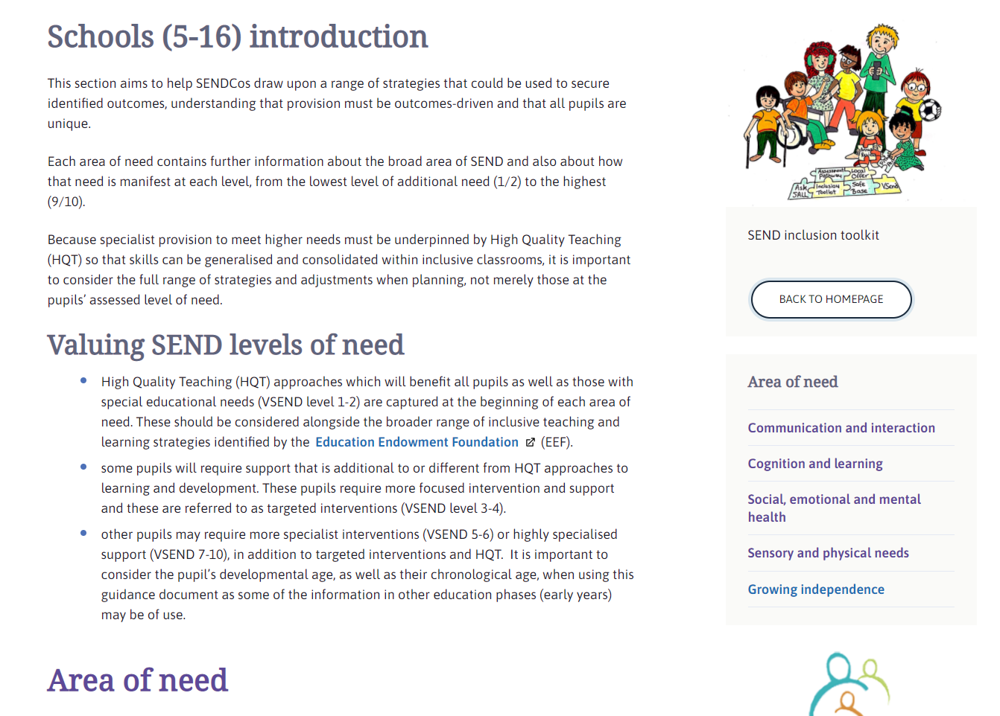 Schools (5-16) introduction
This section aims to help SENDCos draw upon a range of strategies that could be used to secure
identified outcomes, understanding that provision must be outcomes-driven and that all pupils are
unique.
Each area of need contains further information about the broad area of SEND and also about how
that need is manifest at each level, from the lowest level of additional need (1/2) to the highest
(9/10).
Because specialist provision to meet higher needs must be underpinned by High Quality Teaching
(HQT) so that skills can be generalised and consolidated within inclusive classrooms, it is important
to consider the full range of strategies and adjustments when planning, not merely those at the
pupils’ assessed level of need.
Valuing SEND levels of need
High Quality Teaching (HQT) approaches which will benefit all pupils as well as those with
special educational needs (VSEND level 1-2) are captured at the beginning of each area of
need. These should be considered alongside the broader range of inclusive teaching and
learning strategies identified by the Education Endowment Foundation (EEF).
some pupils will require support that is additional to or different from HQT approaches to
learning and development. These pupils require more focused intervention and support
and these are referred to as targeted interventions (VSEND level 3-4).
other pupils may require more specialist interventions (VSEND 5-6) or highly specialised
support (VSEND 7-10), in addition to targeted interventions and HQT. It is important to
consider the pupil’s developmental age, as well as their chronological age, when using this
guidance document as some of the information in other education phases (early years)
may be of use.
Area of need
Assessment Local
Pathway Offer
Ask Inclusion Safe VSend
SALL Toolket Base
SEND inclusion toolkit
BACK TO HOMEPAGE
Area of need
Communication and interaction
Cognition and learning
Social, emotional and mental
health
Sensory and physical needs
Growing independence